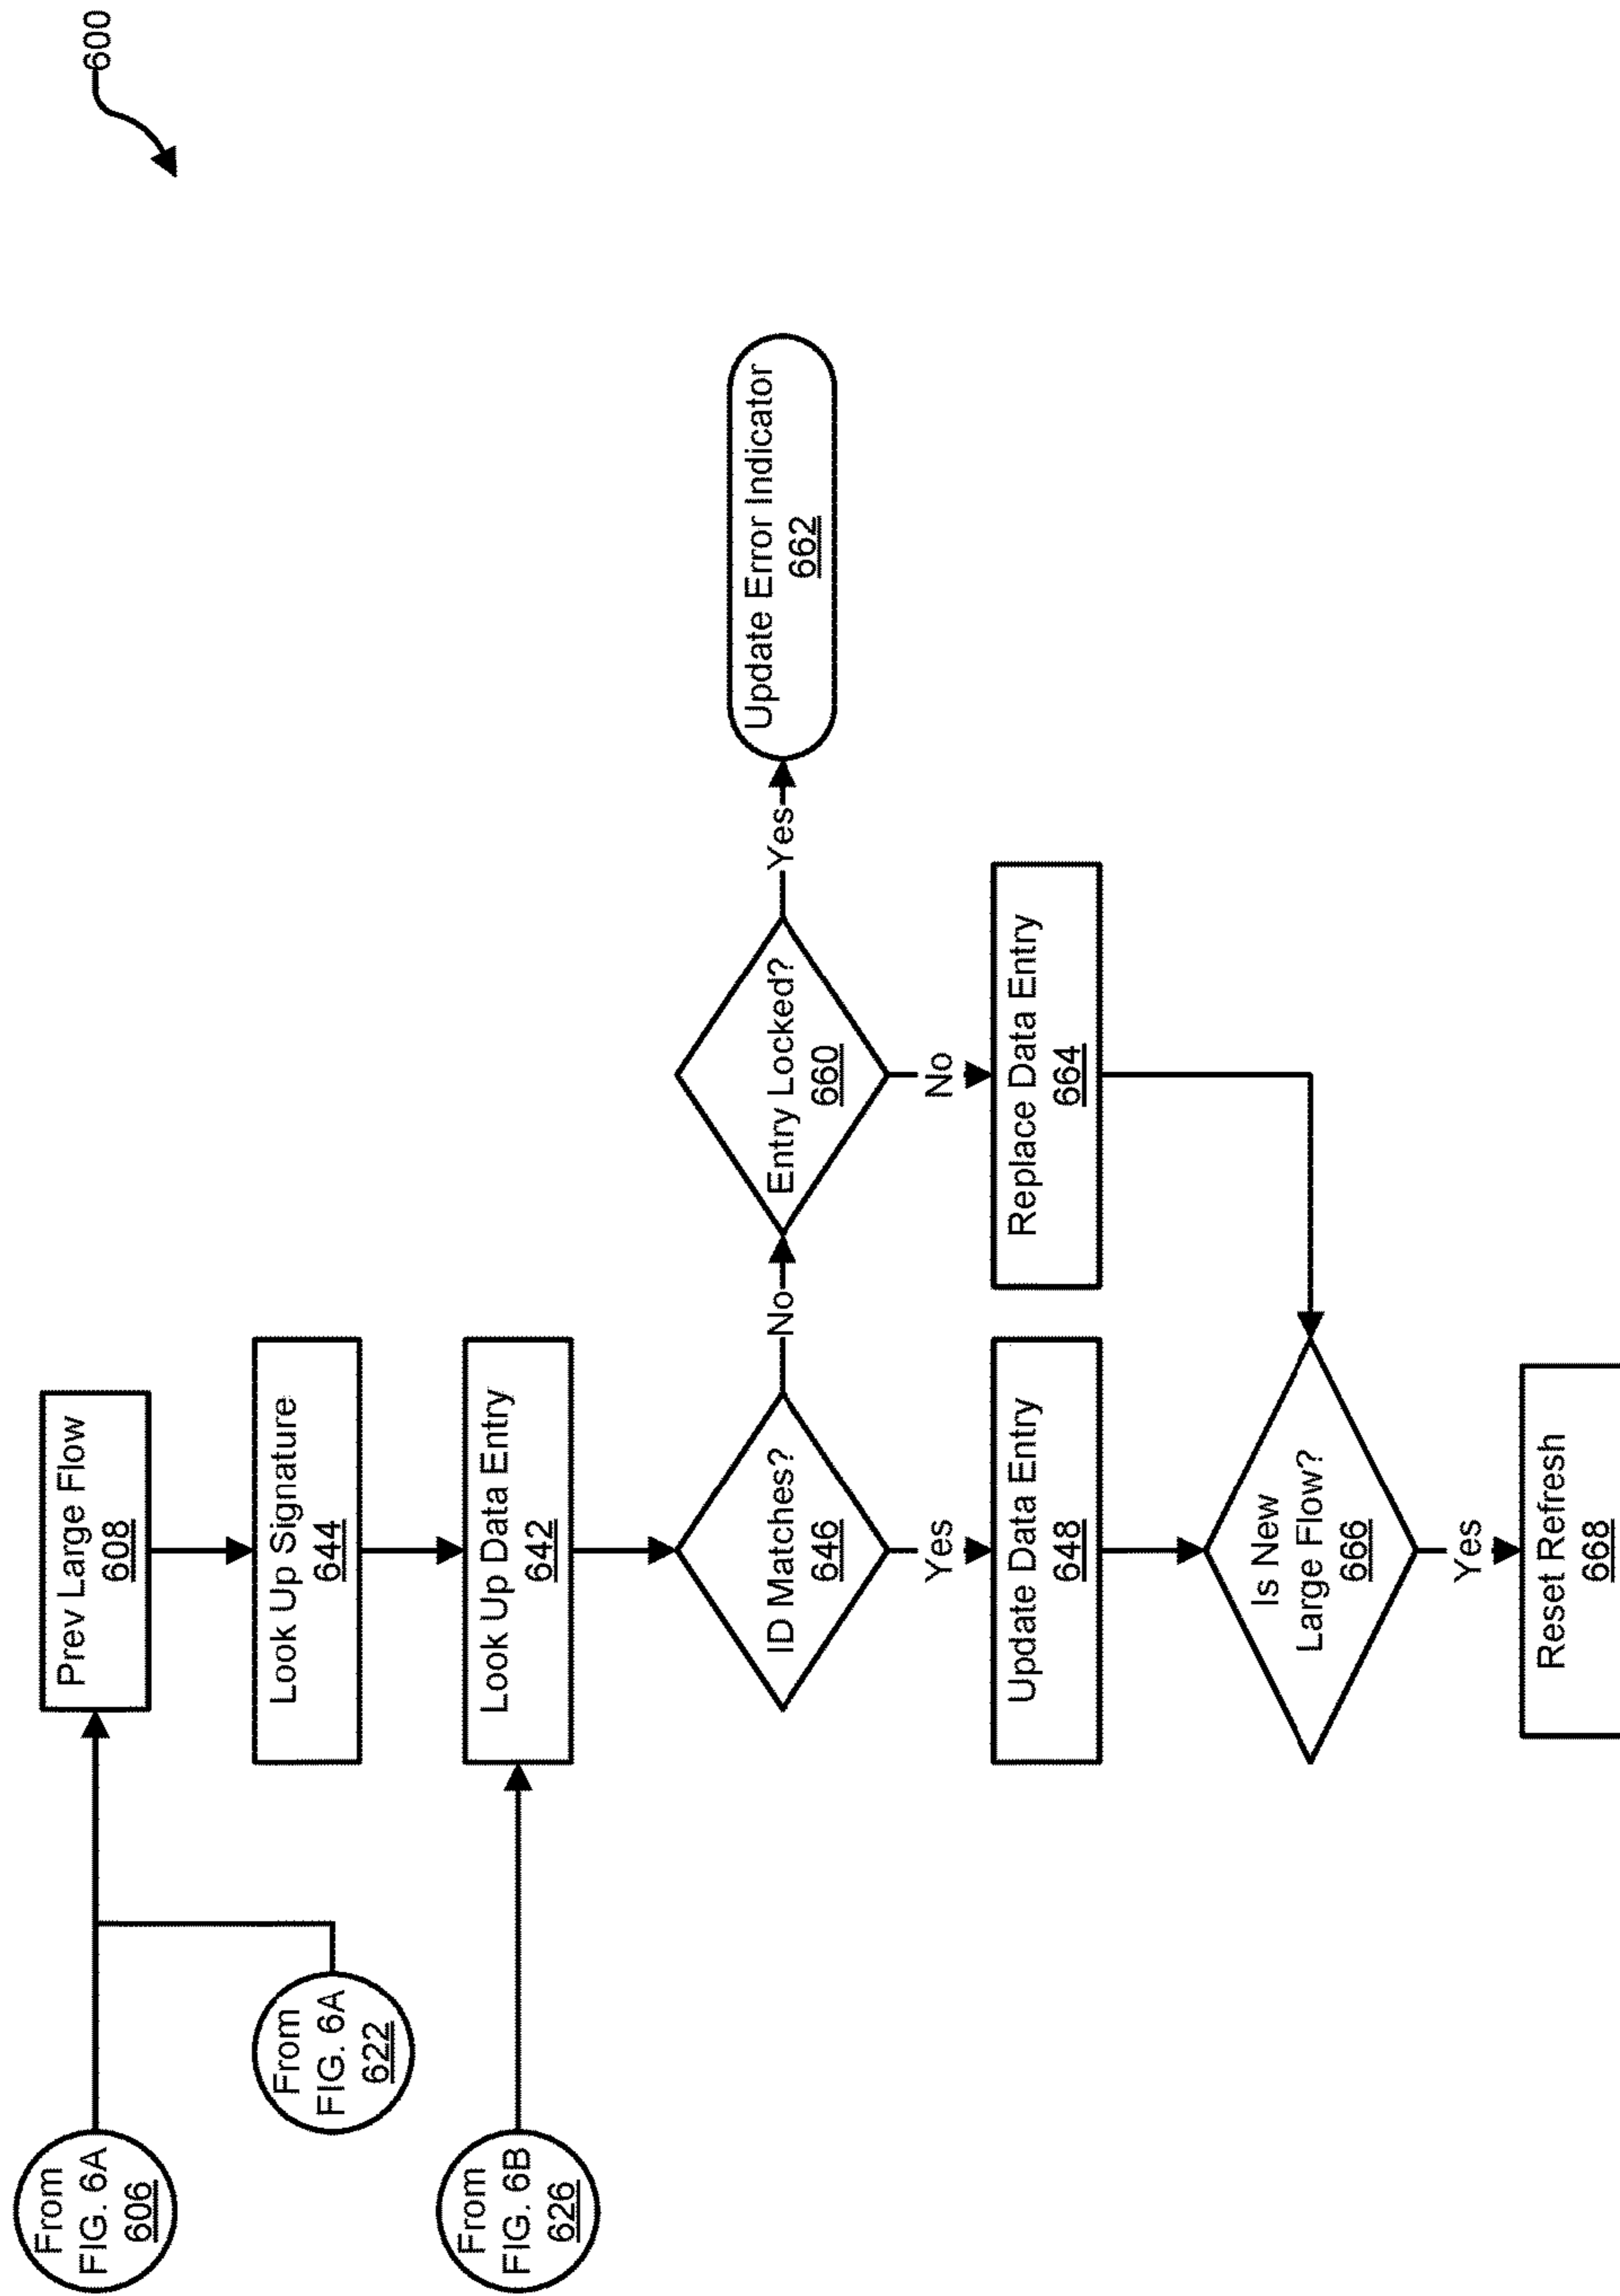 600
From
FIG. 6A
606
Prev Large Flow
608
From
FIG. 6A
622
Look Up Signature
644
From
FIG. 6B
626
Look Up Data Entry
642
ID Matches?
646
No
Entry Locked?
660
Yes
Update Error Indicator
662
Yes
No
Update Data Entry
648
Replace Data Entry
664
Is New
Large Flow?
666
Yes
Reset Refresh
668